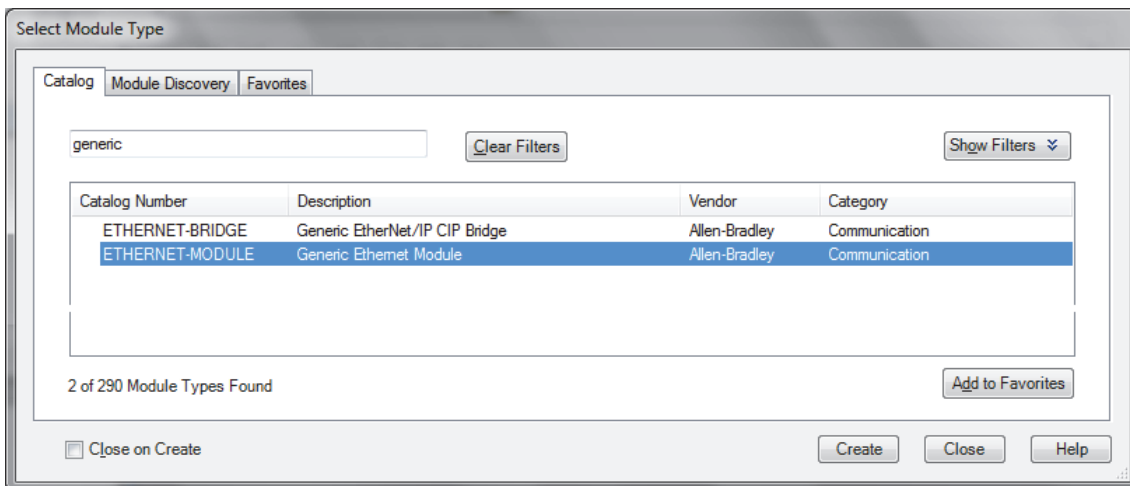 Select Module Type
Catalog Module Discovery Favorites
generic Clear Filters Show Filters
Catalog Number Description Vendor Category
ETHERNET-BRIDGE Generic EtherNet/IP CIP Bridge Allen-Bradley Communication
ETHERNET-MODULE Generic Ethernet Module Allen-Bradley Communication
2 of 290 Module Types Found Add to Favorites
Close on Create Create Close Help